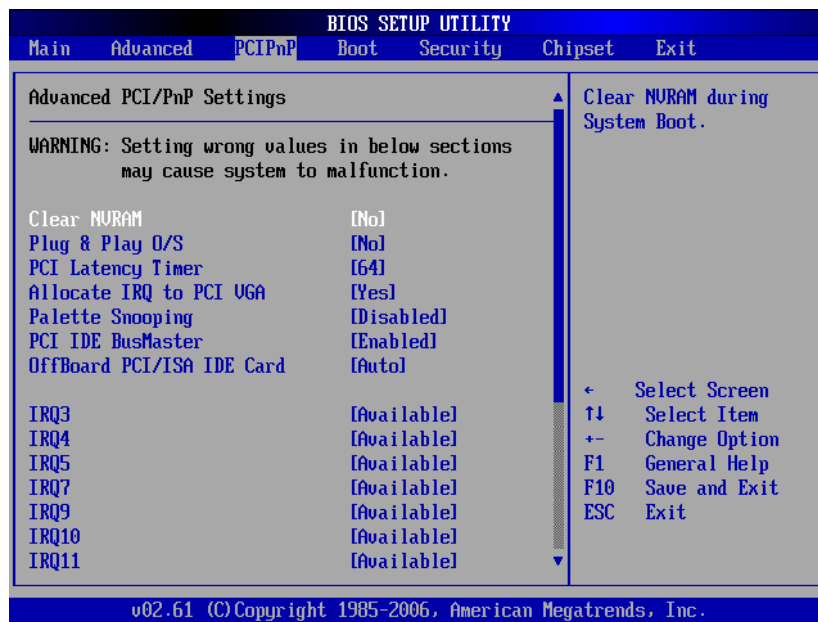 BIOS SETUP UTILITY
Main Advanced PCIPnP Boot Security Chipset Exit
Advanced PCI/PnP Settings
WARNING: Setting wrong values in below sections
may cause system to malfunction.
Clear NVRAM [No]
Plug & Play O/S [No]
PCI Latency Timer [64]
Allocate IRQ to PCI VGA [Yes]
Palette Snooping [Disabled]
PCI IDE BusMaster [Enabled]
OffBoard PCI/ISA IDE Card [Auto]
IRQ3 [Available]
IRQ4 [Available]
IRQ5 [Available]
IRQ7 [Available]
IRQ9 [Available]
IRQ10 [Available]
IRQ11 [Available]
Clear NVRAM during
System Boot.
← Select Screen
↑↓ Select Item
+- Change Option
F1 General Help
F10 Save and Exit
ESC Exit
v02.61 (C)Copyright 1985-2006, American Megatrends, Inc.